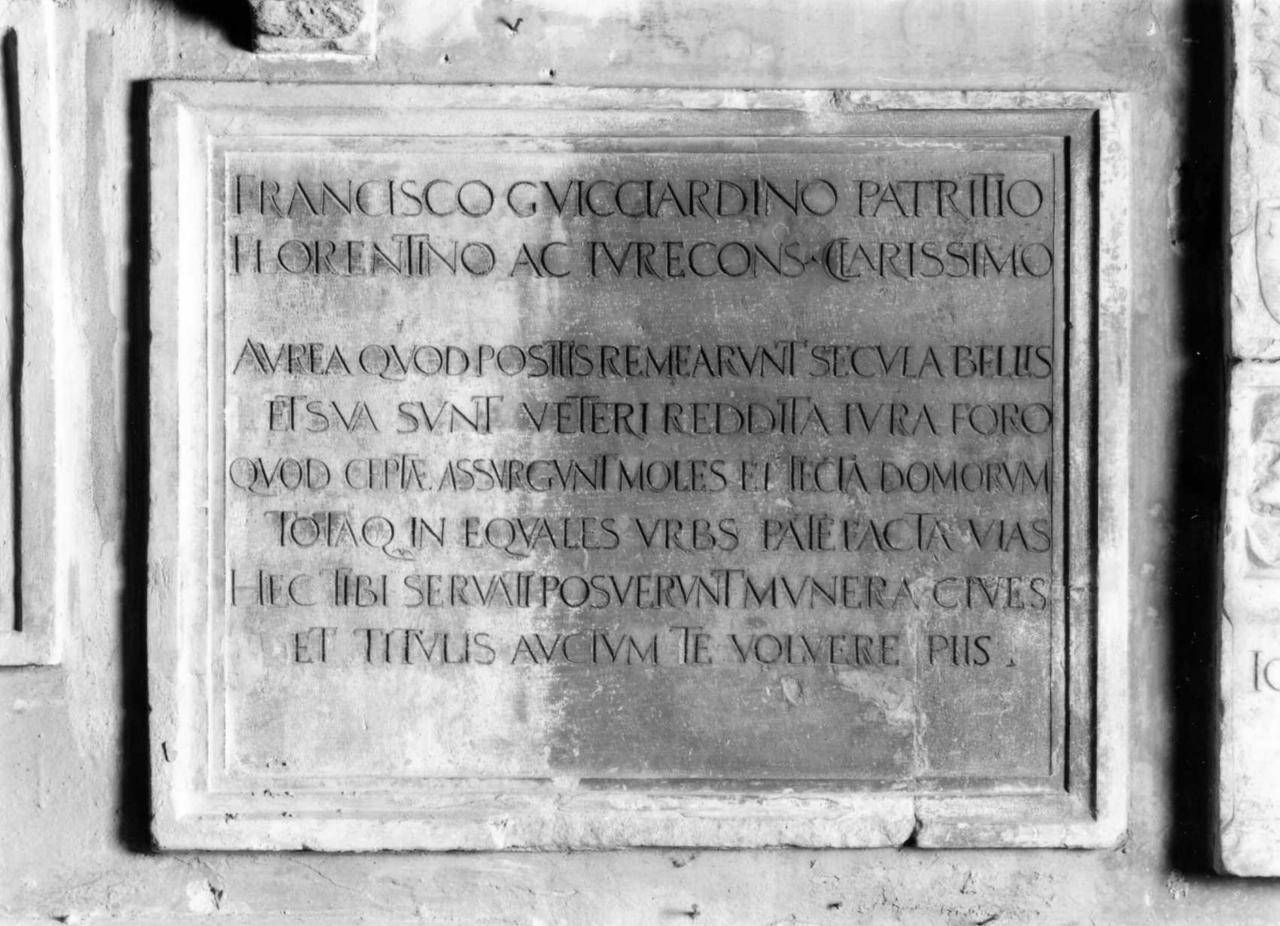 FRANCISCO GVICCIARDINO PATRITIO
FLORENTINO AC IVRECONS · CLARISSIMO
AVREA QVOD POSITIS REMEARVNT SECVLA BELLIS
ET SVA SVNT VETERI REDDITA IVRA FORO
QVOD CEPTÆ ASSVRGVNT MOLES ET TECTA DOMORVM
TOTAQ IN EQVALES VRBS PATEFACTA VIAS
HEC TIBI SERVATI POSVERVNT MVNERA CIVES
ET TITVLIS AVCTVM TE VOLVERE PIIS .